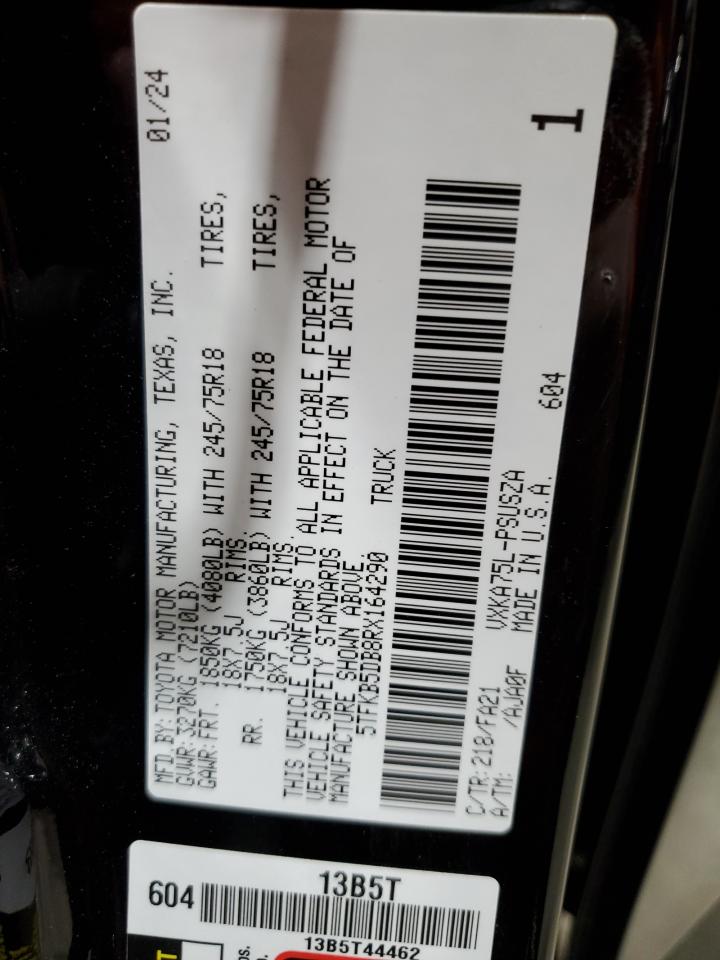 MFD.BY:TOYOTA MOTOR MANUFACTURING, TEXAS, INC. 01/24
GVWR:3270KG (7210LB)
GAWR:FRT. 1850KG (4080LB) WITH 245/75R18 TIRES,
18X7.5J RIMS.
RR. 1750KG (3860LB) WITH 245/75R18 TIRES,
18X7.5J RIMS.
THIS VEHICLE CONFORMS TO ALL APPLICABLE FEDERAL MOTOR
VEHICLE SAFETY STANDARDS IN EFFECT ON THE DATE OF
MANUFACTURE SHOWN ABOVE.
5TFKB5DB8RX164290 TRUCK
C/TR:218/FA21 VXKA75L-PSUSZA 604
A/TM: /AJA0F MADE IN U.S.A.
1
13B5T
604
13B5T44462